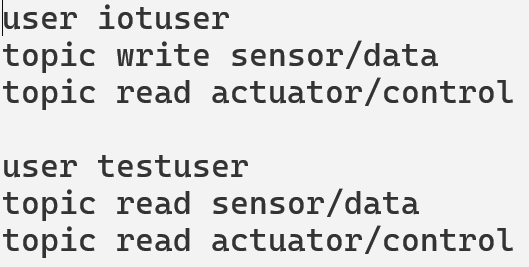 user iotuser
topic write sensor/data
topic read actuator/control
user testuser
topic read sensor/data
topic read actuator/control